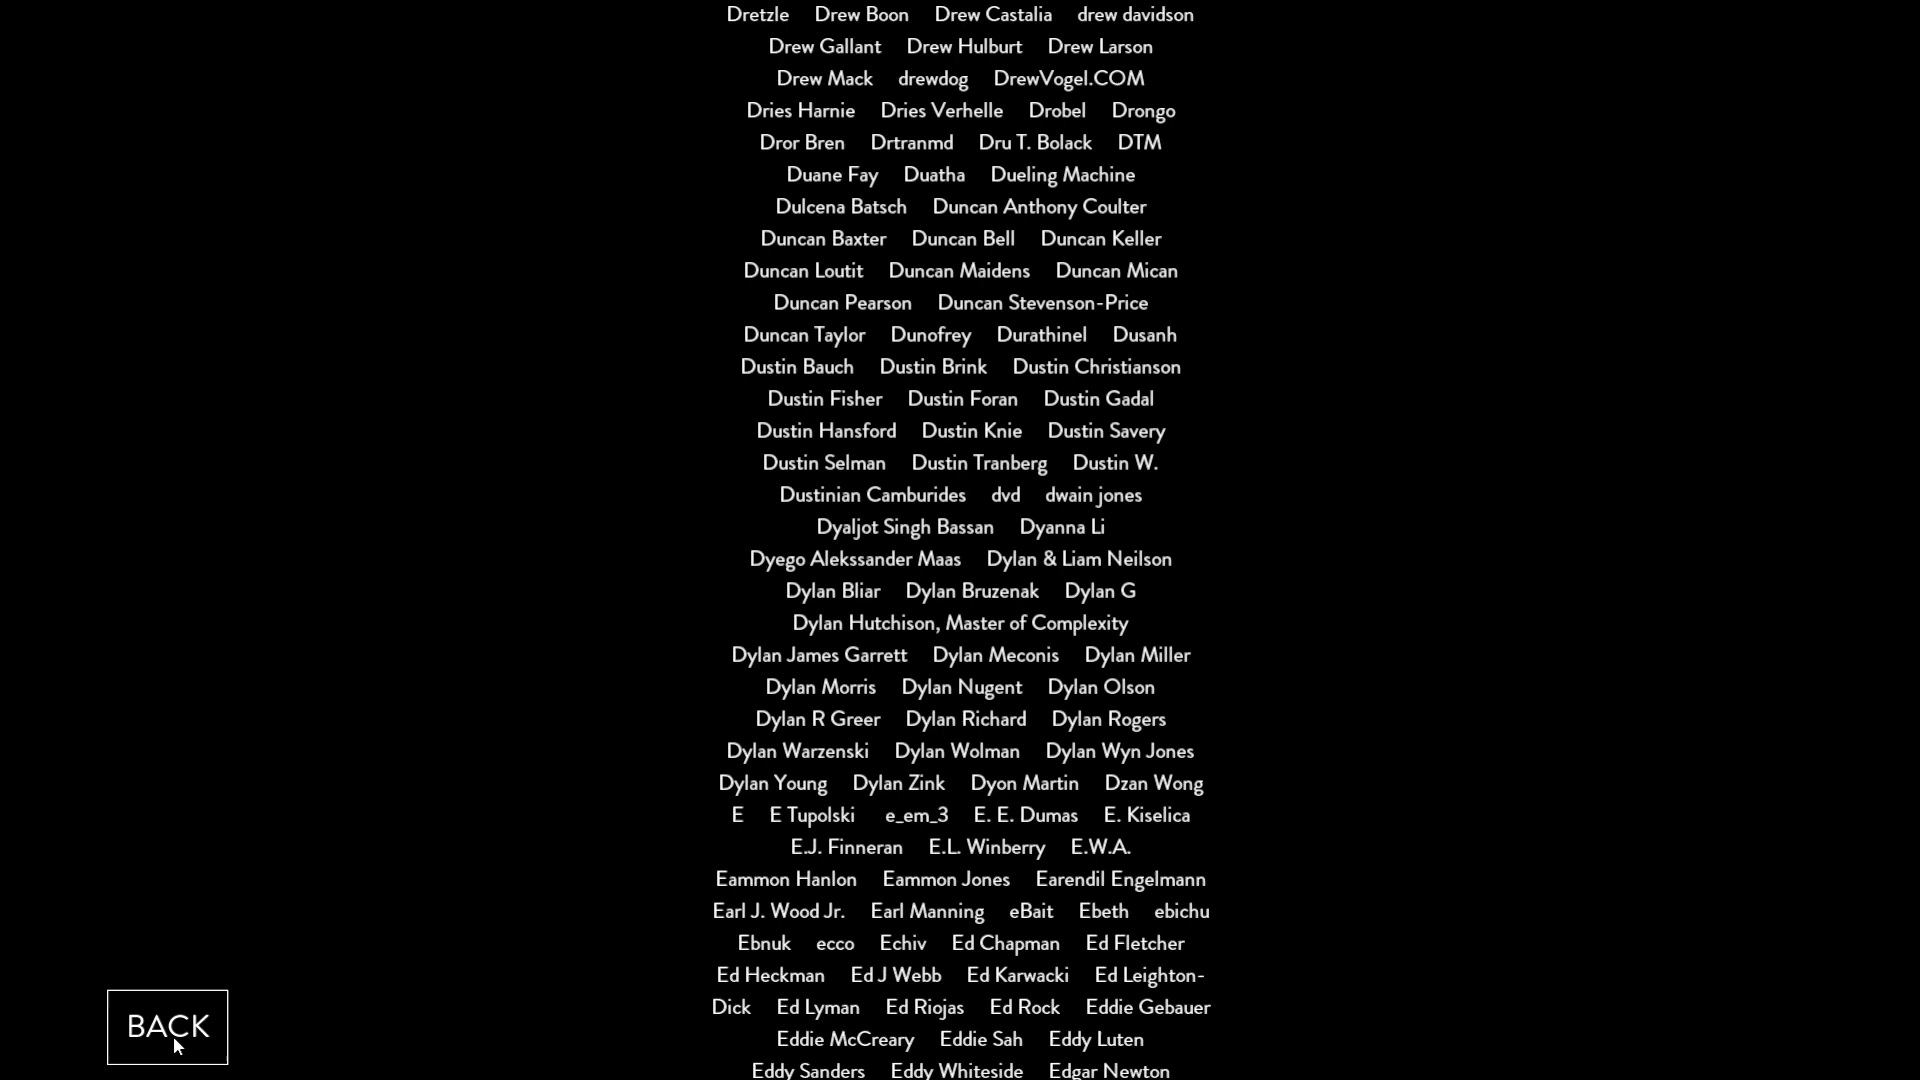 Dretzle Drew Boon Drew Castalia drew davidson
Drew Gallant Drew Hulburt Drew Larson
Drew Mack drewdog DrewVogel.COM
Dries Harnie Dries Verhelle Drobel Drongo
Dror Bren Drtranmd Dru T. Bolack DTM
Duane Fay Duatha Dueling Machine
Dulcena Batsch Duncan Anthony Coulter
Duncan Baxter Duncan Bell Duncan Keller
Duncan Loutit Duncan Maidens Duncan Mican
Duncan Pearson Duncan Stevenson-Price
Duncan Taylor Dunofrey Durathinel Dusanh
Dustin Bauch Dustin Brink Dustin Christianson
Dustin Fisher Dustin Foran Dustin Gadal
Dustin Hansford Dustin Knie Dustin Savery
Dustin Selman Dustin Tranberg Dustin W.
Dustinian Camburides dvd dwain jones
Dyaljot Singh Bassan Dyanna Li
Dyego Alekssander Maas Dylan & Liam Neilson
Dylan Bliar Dylan Bruzenak Dylan G
Dylan Hutchison, Master of Complexity
Dylan James Garrett Dylan Meconis Dylan Miller
Dylan Morris Dylan Nugent Dylan Olson
Dylan R Greer Dylan Richard Dylan Rogers
Dylan Warzenski Dylan Wolman Dylan Wyn Jones
Dylan Young Dylan Zink Dyon Martin Dzan Wong
E E Tupolski e_em_3 E. E. Dumas E. Kiselica
E.J. Finneran E.L. Winberry E.W.A.
Eammon Hanlon Eammon Jones Earendil Engelmann
Earl J. Wood Jr. Earl Manning eBait Ebeth ebichu
Ebnuk ecco Echiv Ed Chapman Ed Fletcher
Ed Heckman Ed J Webb Ed Karwacki Ed Leighton-
Dick Ed Lyman Ed Riojas Ed Rock Eddie Gebauer
Eddie McCreary Eddie Sah Eddy Luten
Eddy Sanders Eddy Whiteside Edgar Newton
BACK